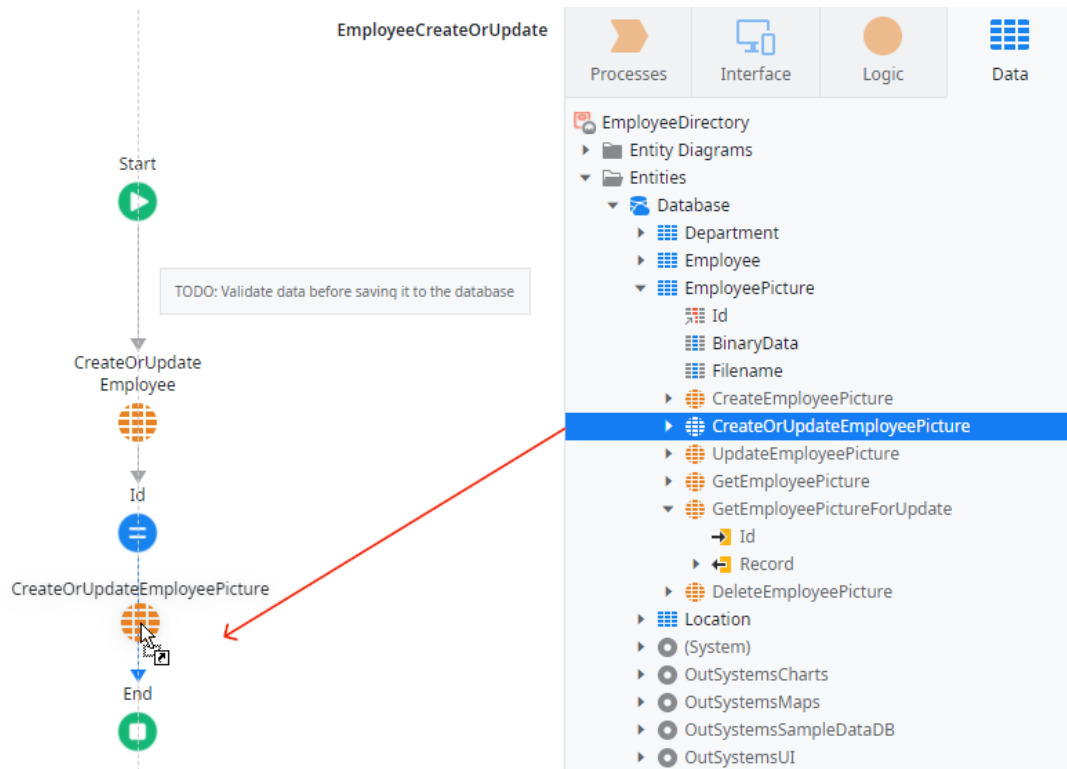 EmployeeCreateOrUpdate
Start
TODO: Validate data before saving it to the database
CreateOrUpdate
Employee
Id
CreateOrUpdateEmployeePicture
End
Processes
Interface
Logic
Data
EmployeeDirectory
Entity Diagrams
Entities
Database
Department
Employee
EmployeePicture
Id
BinaryData
Filename
CreateEmployeePicture
CreateOrUpdateEmployeePicture
UpdateEmployeePicture
GetEmployeePicture
GetEmployeePictureForUpdate
Id
Record
DeleteEmployeePicture
Location
(System)
OutSystemsCharts
OutSystemsMaps
OutSystemsSampleDataDB
OutSystemsUI